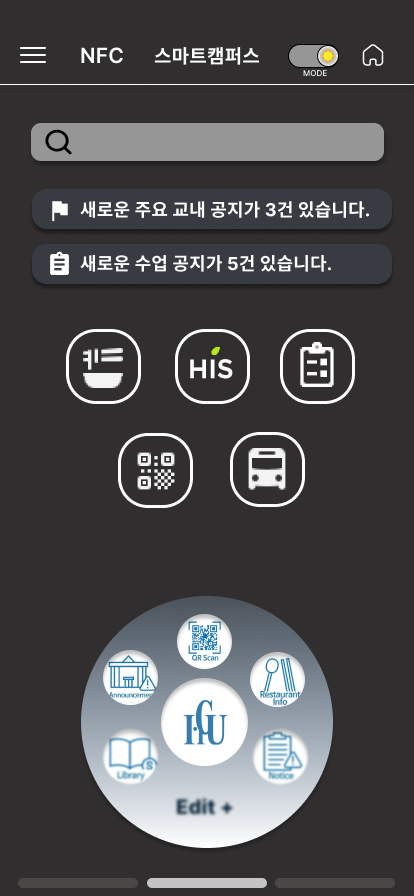 NFC 스마트캠퍼스
MODE
새로운 주요 교내 공지가 3건 있습니다.
새로운 수업 공지가 5건 있습니다.
HIS
QR Scan
Announcement
Restaurant
Info
HGU
Library
S
Notice
Edit +